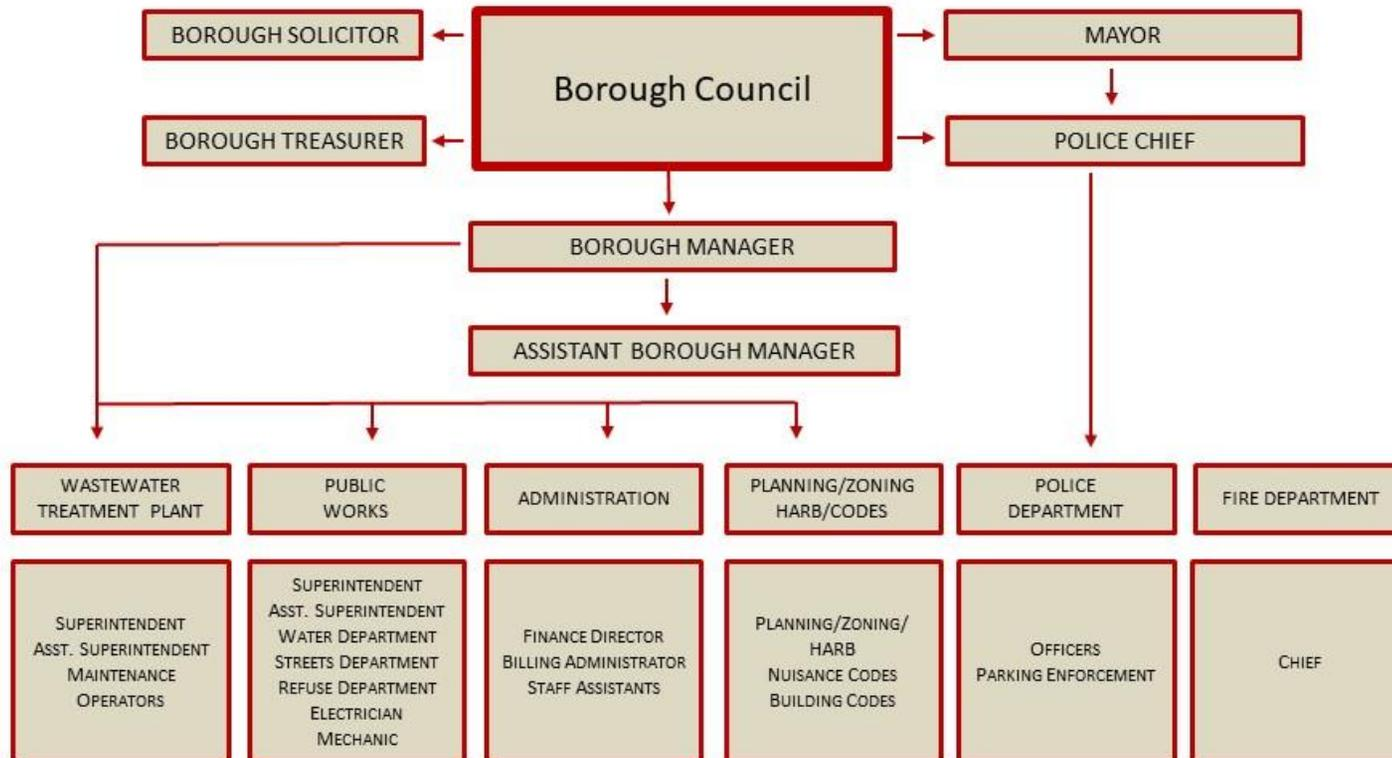 BOROUGH SOLICITOR
Borough Council
MAYOR
BOROUGH TREASURER
POLICE CHIEF
BOROUGH MANAGER
ASSISTANT BOROUGH MANAGER
WASTEWATER
TREATMENT PLANT
PUBLIC
WORKS
ADMINISTRATION
PLANNING/ZONING
HARB/CODES
POLICE
DEPARTMENT
FIRE DEPARTMENT
SUPERINTENDENT
ASST. SUPERINTENDENT
MAINTENANCE
OPERATORS
SUPERINTENDENT
ASST. SUPERINTENDENT
WATER DEPARTMENT
STREETS DEPARTMENT
REFUSE DEPARTMENT
ELECTRICIAN
MECHANIC
FINANCE DIRECTOR
BILLING ADMINISTRATOR
STAFF ASSISTANTS
PLANNING/ZONING/
HARB
NUISANCE CODES
BUILDING CODES
OFFICERS
PARKING ENFORCEMENT
CHIEF